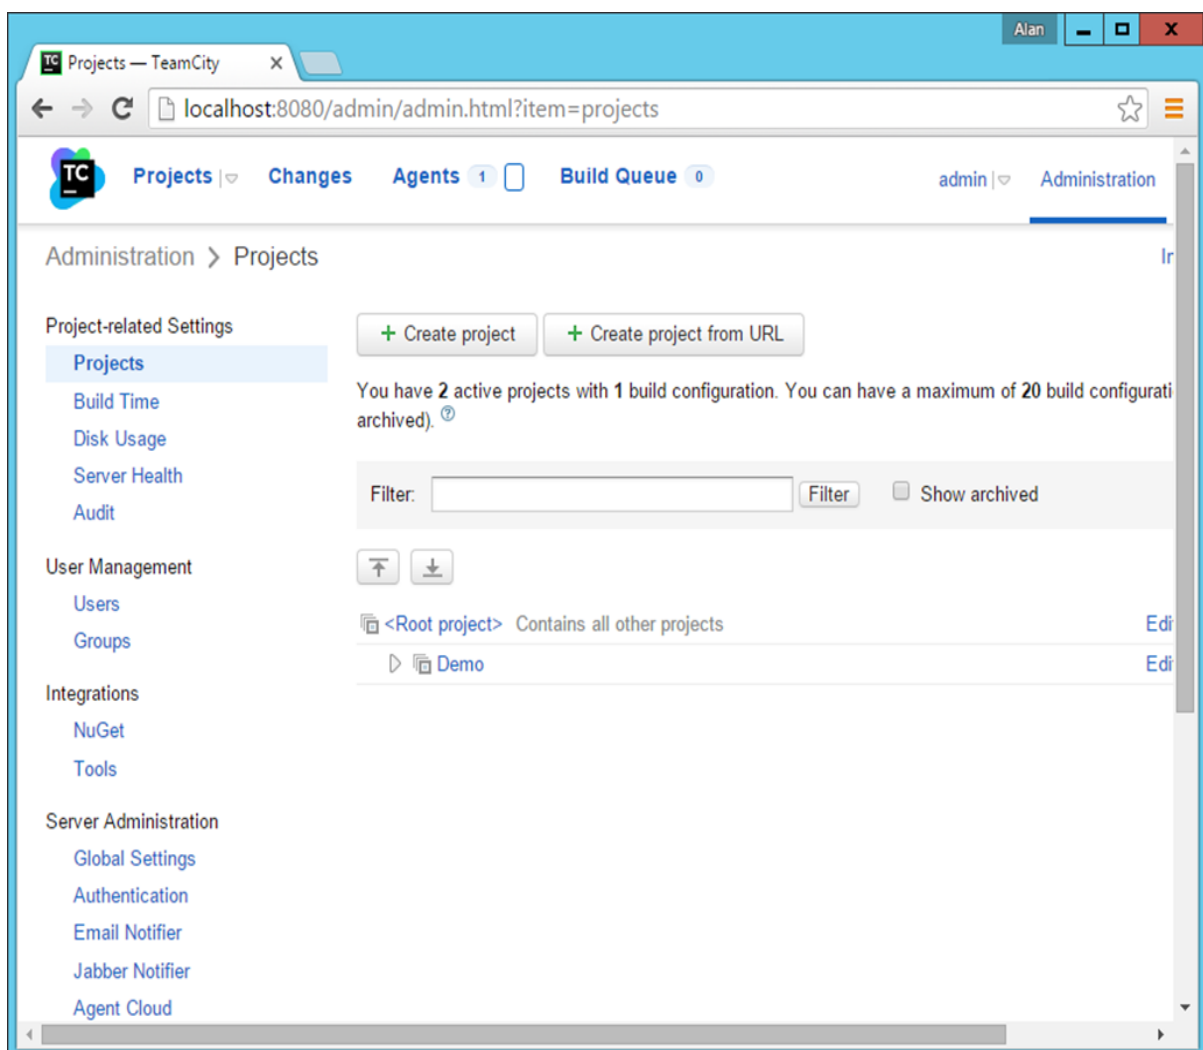 Alan
TC Projects — TeamCity
localhost:8080/admin/admin.html?item=projects
TC Projects Changes Agents 1 Build Queue 0 admin Administration
Administration > Projects
Project-related Settings
Projects
Build Time
Disk Usage
Server Health
Audit
User Management
Users
Groups
Integrations
NuGet
Tools
Server Administration
Global Settings
Authentication
Email Notifier
Jabber Notifier
Agent Cloud
+ Create project + Create project from URL
You have 2 active projects with 1 build configuration. You can have a maximum of 20 build configurati
archived). ?
Filter: Filter Show archived
<Root project> Contains all other projects Edi
Demo Edi